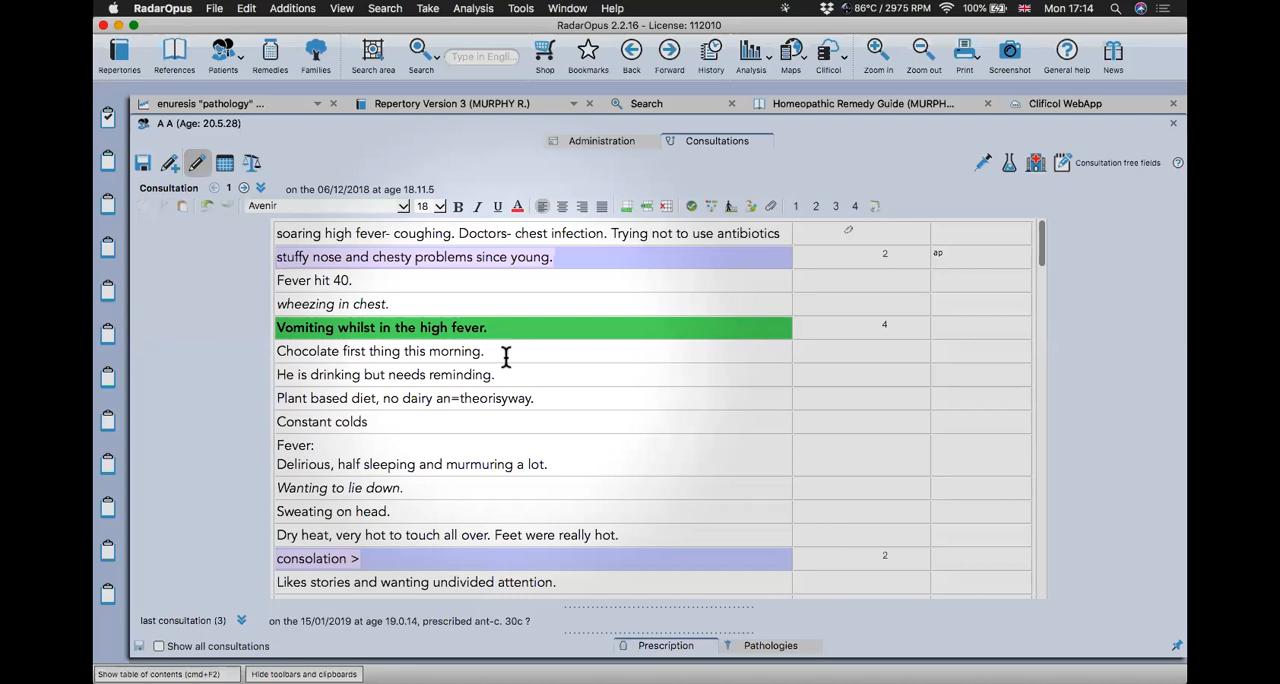 RadarOpus File Edit Additions View Search Take Analysis Tools Window Help 86°C / 2975 RPM 100% Mon 17:14
RadarOpus 2.2.16 - License: 112010
Repertories References Patients Remedies Families Search area Search Type in Engli... Shop Bookmarks Back Forward History Analysis Maps Clificol Zoom in Zoom out Print Screenshot General help News
enuresis "pathology" ... Repertory Version 3 (MURPHY R.) Search Homeopathic Remedy Guide (MURPH... Clificol WebApp
A A (Age: 20.5.28)
Administration Consultations
Consultation free fields
Consultation 1 on the 06/12/2018 at age 18.11.5
Avenir 18 B I U A 1 2 3 4
soaring high fever- coughing. Doctors- chest infection. Trying not to use antibiotics
stuffy nose and chesty problems since young. 2 ap
Fever hit 40.
wheezing in chest.
Vomiting whilst in the high fever. 4
Chocolate first thing this morning.
He is drinking but needs reminding.
Plant based diet, no dairy an=theorisyway.
Constant colds
Fever:
Delirious, half sleeping and murmuring a lot.
Wanting to lie down.
Sweating on head.
Dry heat, very hot to touch all over. Feet were really hot.
consolation > 2
Likes stories and wanting undivided attention.
last consultation (3) on the 15/01/2019 at age 19.0.14, prescribed ant-c. 30c ?
Show all consultations Prescription Pathologies
Show table of contents (cmd+F2) Hide toolbars and clipboards